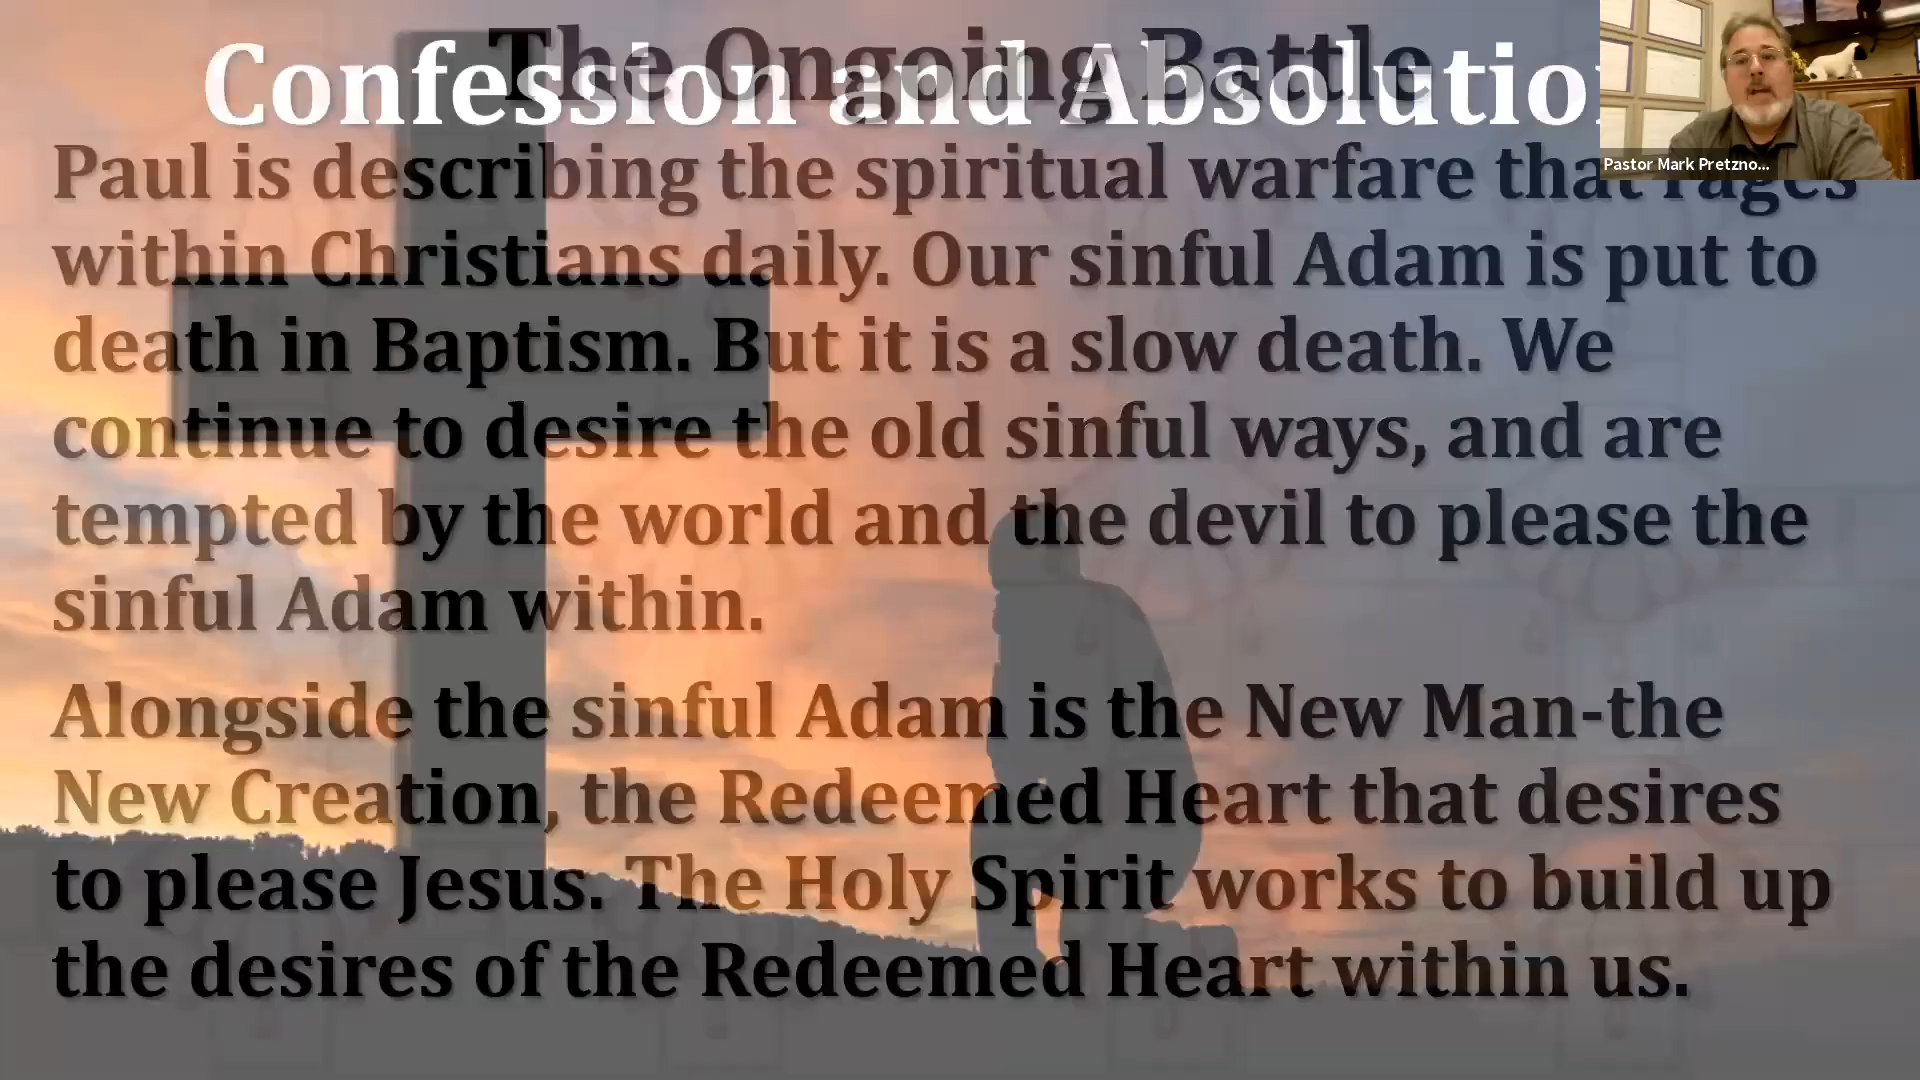 The Ongoing Battle
Confession and Absolutio
Pastor Mark Pretzno...
Paul is describing the spiritual warfare that rages
within Christians daily. Our sinful Adam is put to
death in Baptism. But it is a slow death. We
continue to desire the old sinful ways, and are
tempted by the world and the devil to please the
sinful Adam within.
Alongside the sinful Adam is the New Man-the
New Creation, the Redeemed Heart that desires
to please Jesus. The Holy Spirit works to build up
the desires of the Redeemed Heart within us.